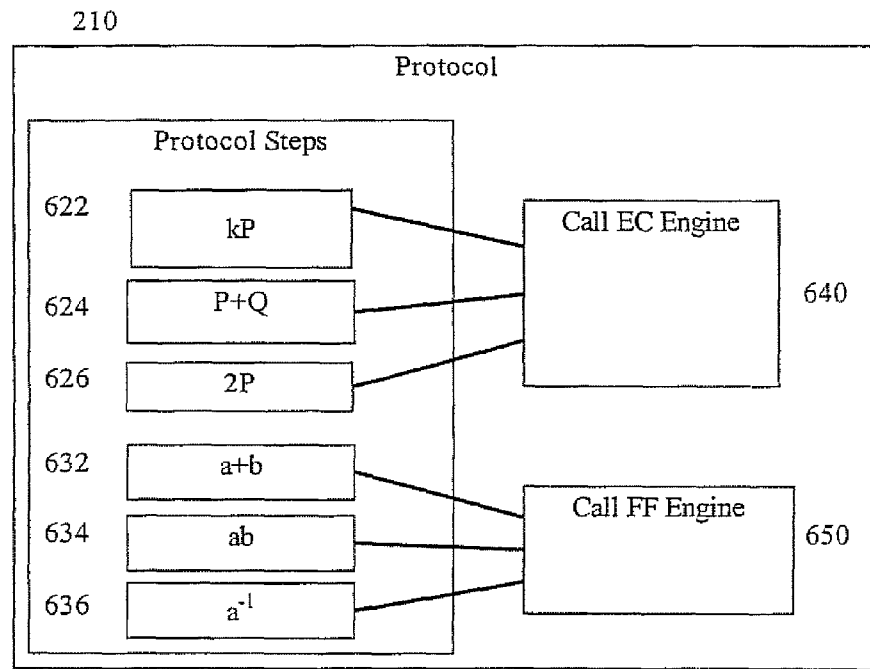 210
Protocol
Protocol Steps
622
kP
Call EC Engine
624
P+Q
640
626
2P
632
a+b
Call FF Engine
634
ab
650
636
a⁻¹